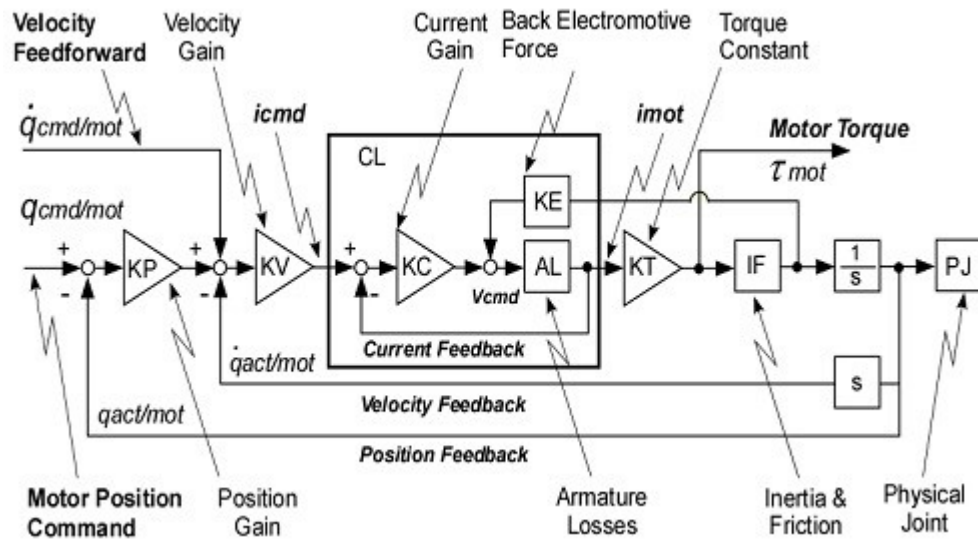 Velocity
Feedforward
Velocity
Gain
Current
Gain
Back Electromotive
Force
Torque
Constant
q̇cmd/mot
icmd
imot
Motor Torque
τmot
CL
KE
qcmd/mot
+
-
KP
+
-
KV
+
-
KC
Vcmd
AL
KT
IF
1
s
PJ
Current Feedback
q̇act/mot
s
Velocity Feedback
qact/mot
Position Feedback
Motor Position
Command
Position
Gain
Armature
Losses
Inertia &
Friction
Physical
Joint